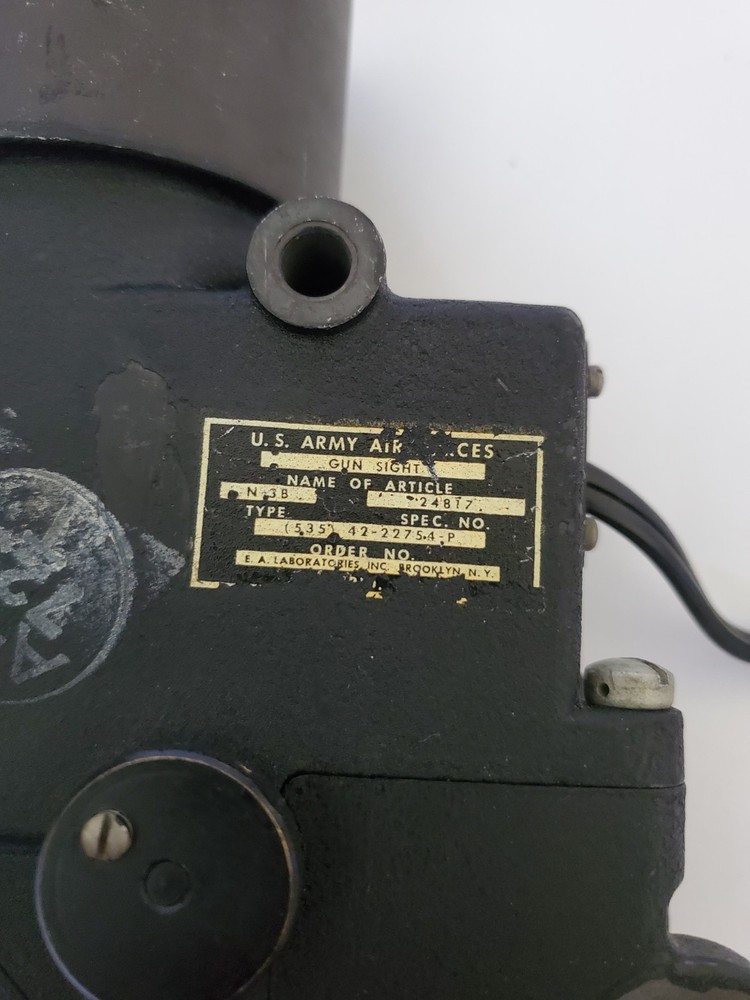 U. S. ARMY AIR CES
GUN SIGHT
NAME OF ARTICLE
N-3B 24817
TYPE SPEC. NO.
(535) 42-22754-P
ORDER NO.
E. A. LABORATORIES, INC. BROOKLYN, N. Y.